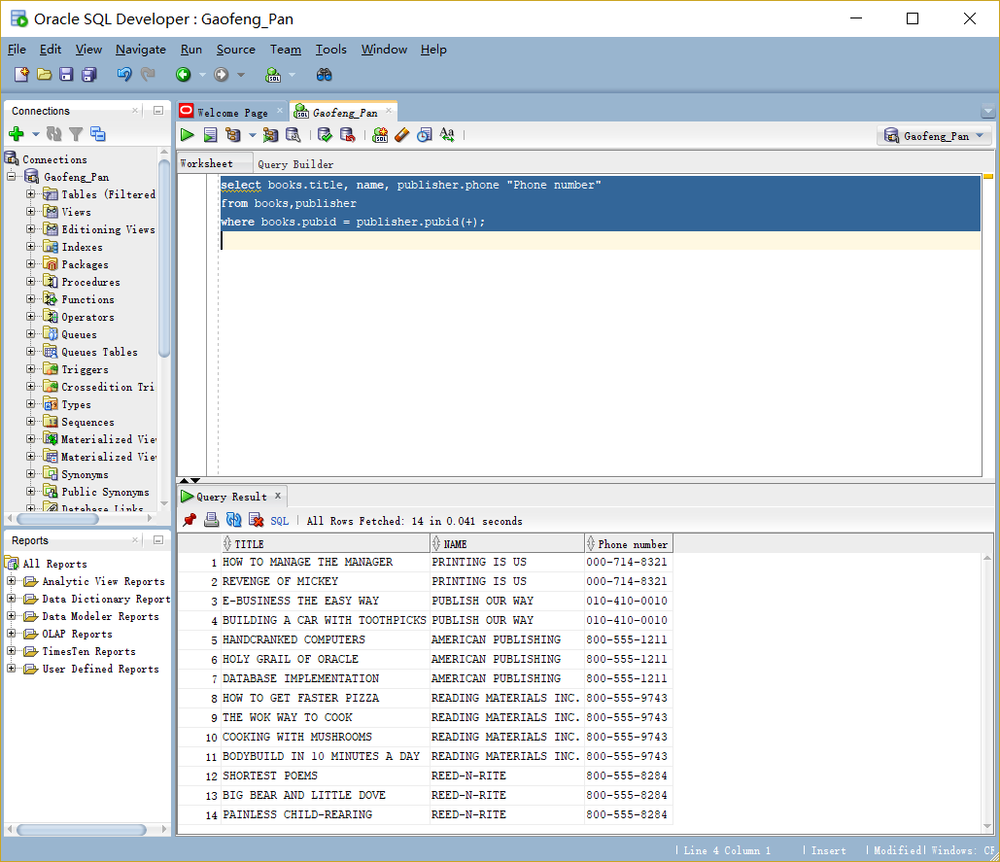 Oracle SQL Developer : Gaofeng_Pan
File Edit View Navigate Run Source Team Tools Window Help
Connections
Welcome Page
Gaofeng_Pan
Gaofeng_Pan
Connections
Gaofeng_Pan
Tables (Filtered
Views
Editioning Views
Indexes
Packages
Procedures
Functions
Operators
Queues
Queues Tables
Triggers
Crossedition Tri
Types
Sequences
Materialized Vie
Materialized Vie
Synonyms
Public Synonyms
Database Links
Worksheet Query Builder
select books.title, name, publisher.phone "Phone number"
from books,publisher
where books.pubid = publisher.pubid(+);
Reports
All Reports
Analytic View Reports
Data Dictionary Report
Data Modeler Reports
OLAP Reports
TimesTen Reports
User Defined Reports
Query Result
SQL | All Rows Fetched: 14 in 0.041 seconds
TITLE NAME Phone number
1 HOW TO MANAGE THE MANAGER PRINTING IS US 000-714-8321
2 REVENGE OF MICKEY PRINTING IS US 000-714-8321
3 E-BUSINESS THE EASY WAY PUBLISH OUR WAY 010-410-0010
4 BUILDING A CAR WITH TOOTHPICKS PUBLISH OUR WAY 010-410-0010
5 HANDCRANKED COMPUTERS AMERICAN PUBLISHING 800-555-1211
6 HOLY GRAIL OF ORACLE AMERICAN PUBLISHING 800-555-1211
7 DATABASE IMPLEMENTATION AMERICAN PUBLISHING 800-555-1211
8 HOW TO GET FASTER PIZZA READING MATERIALS INC. 800-555-9743
9 THE WOK WAY TO COOK READING MATERIALS INC. 800-555-9743
10 COOKING WITH MUSHROOMS READING MATERIALS INC. 800-555-9743
11 BODYBUILD IN 10 MINUTES A DAY READING MATERIALS INC. 800-555-9743
12 SHORTEST POEMS REED-N-RITE 800-555-8284
13 BIG BEAR AND LITTLE DOVE REED-N-RITE 800-555-8284
14 PAINLESS CHILD-REARING REED-N-RITE 800-555-8284
Line 4 Column 1 | Insert | Modified | Windows: CR